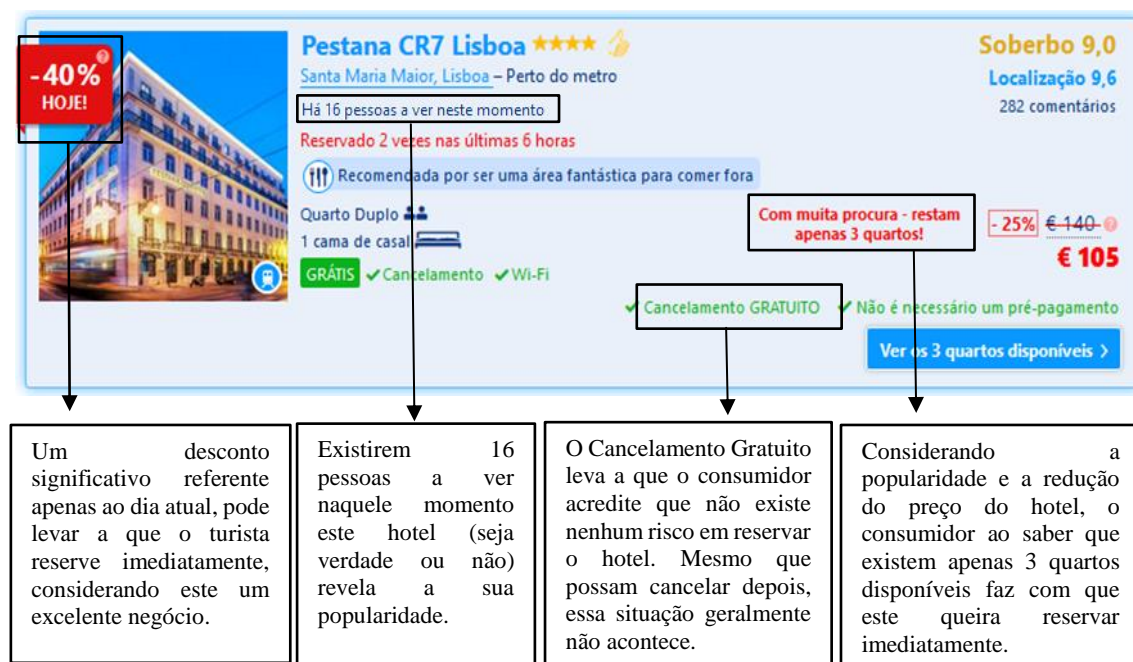 -40%
HOJE!
Pestana CR7 Lisboa
Santa Maria Maior, Lisboa – Perto do metro
Há 16 pessoas a ver neste momento
Reservado 2 vezes nas últimas 6 horas
Recomendada por ser uma área fantástica para comer fora
Quarto Duplo
1 cama de casal
GRÁTIS ✓ Cancelamento ✓ Wi-Fi
Soberbo 9,0
Localização 9,6
282 comentários
Com muita procura - restam
apenas 3 quartos!
- 25% € 140
€ 105
✓ Cancelamento GRATUITO ✓ Não é necessário um pré-pagamento
Ver os 3 quartos disponíveis >
Um desconto
significativo referente
apenas ao dia atual, pode
levar a que o turista
reserve imediatamente,
considerando este um
excelente negócio.
Existirem 16
pessoas a ver
naquele momento
este hotel (seja
verdade ou não)
revela a sua
popularidade.
O Cancelamento Gratuito
leva a que o consumidor
acredite que não existe
nenhum risco em reservar
o hotel. Mesmo que
possam cancelar depois,
essa situação geralmente
não acontece.
Considerando a
popularidade e a redução
do preço do hotel, o
consumidor ao saber que
existem apenas 3 quartos
disponíveis faz com que
este queira reservar
imediatamente.